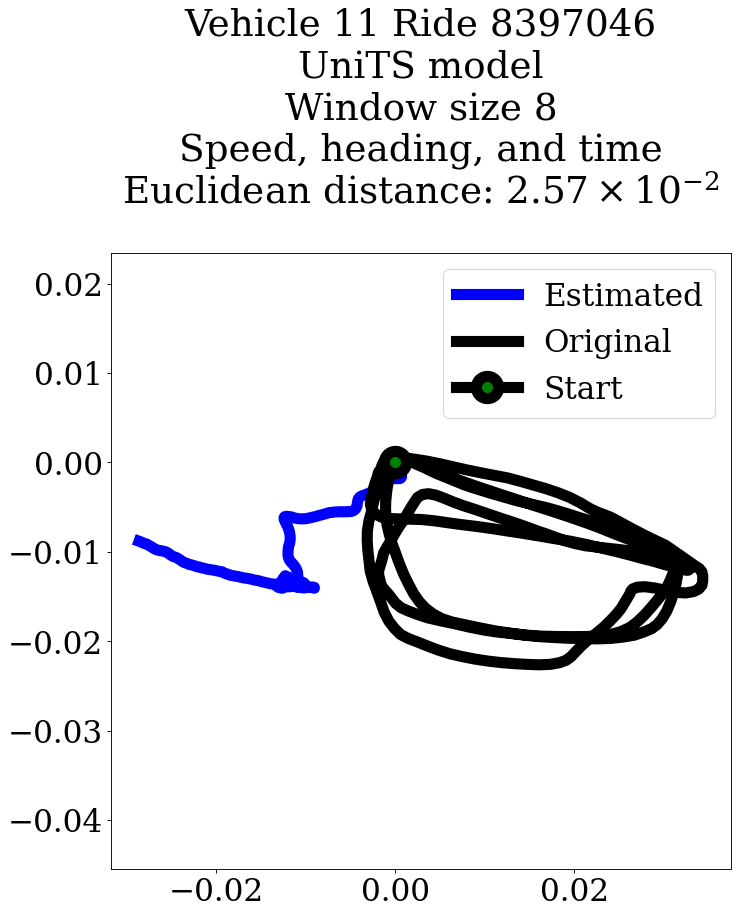 Vehicle 11 Ride 8397046
UniTS model
Window size 8
Speed, heading, and time
Euclidean distance: 2.57 × 10⁻²
Estimated
Original
Start
0.02
0.01
0.00
−0.01
−0.02
−0.03
−0.04
−0.02 0.00 0.02